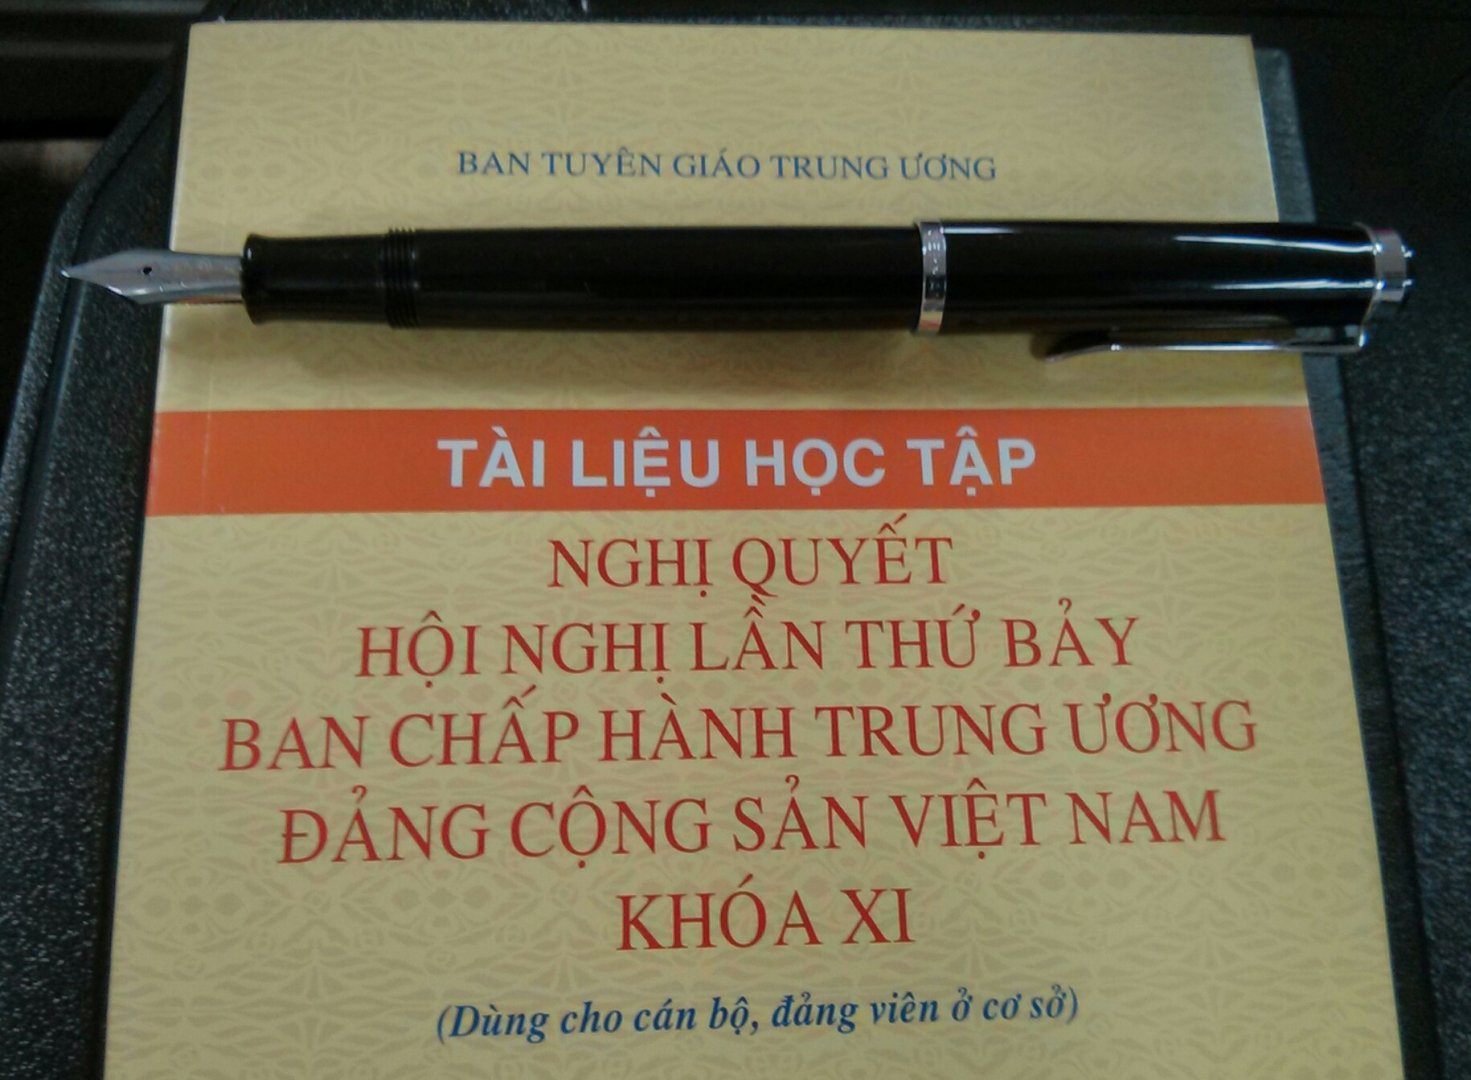 BAN TUYÊN GIÁO TRUNG ƯƠNG
TÀI LIỆU HỌC TẬP
NGHỊ QUYẾT
HỘI NGHỊ LẦN THỨ BẢY
BAN CHẤP HÀNH TRUNG ƯƠNG
ĐẢNG CỘNG SẢN VIỆT NAM
KHÓA XI
(Dùng cho cán bộ, đảng viên ở cơ sở)